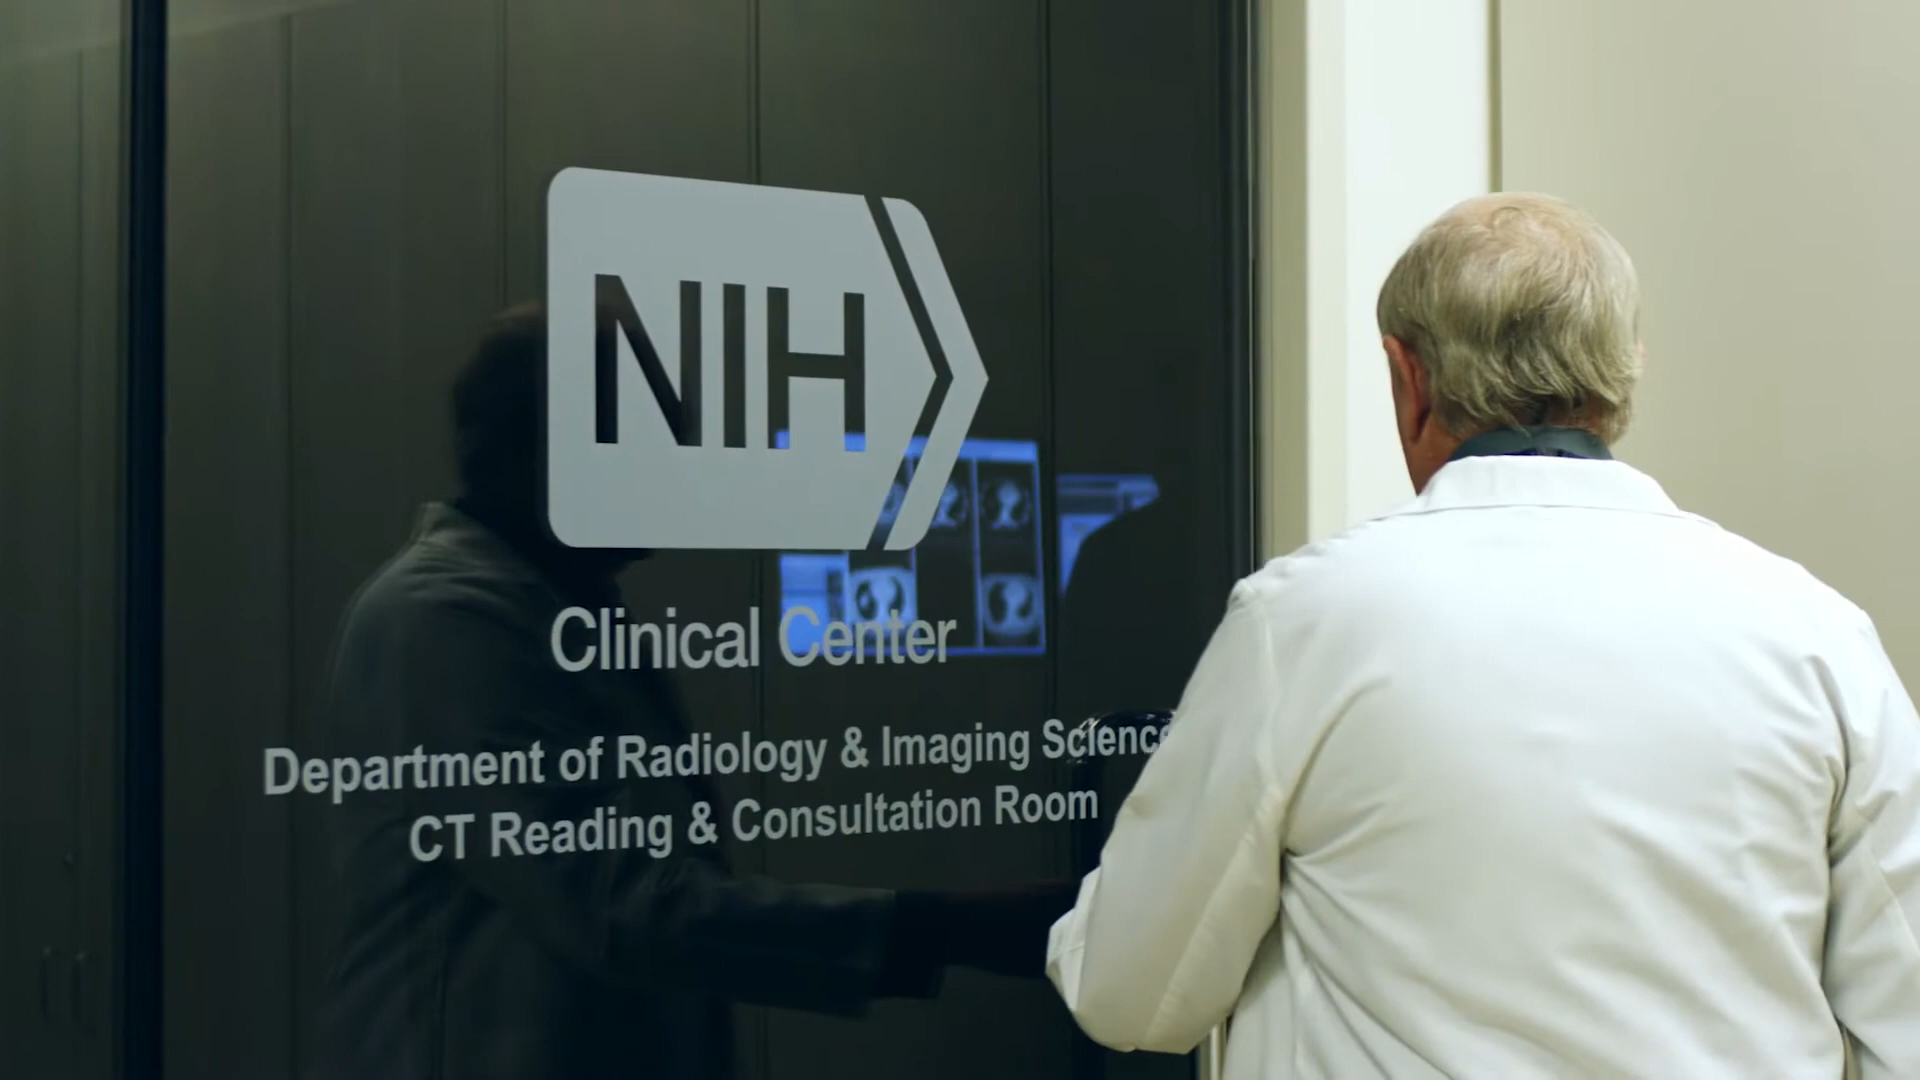 NIH
Clinical Center
Department of Radiology & Imaging Science
CT Reading & Consultation Room